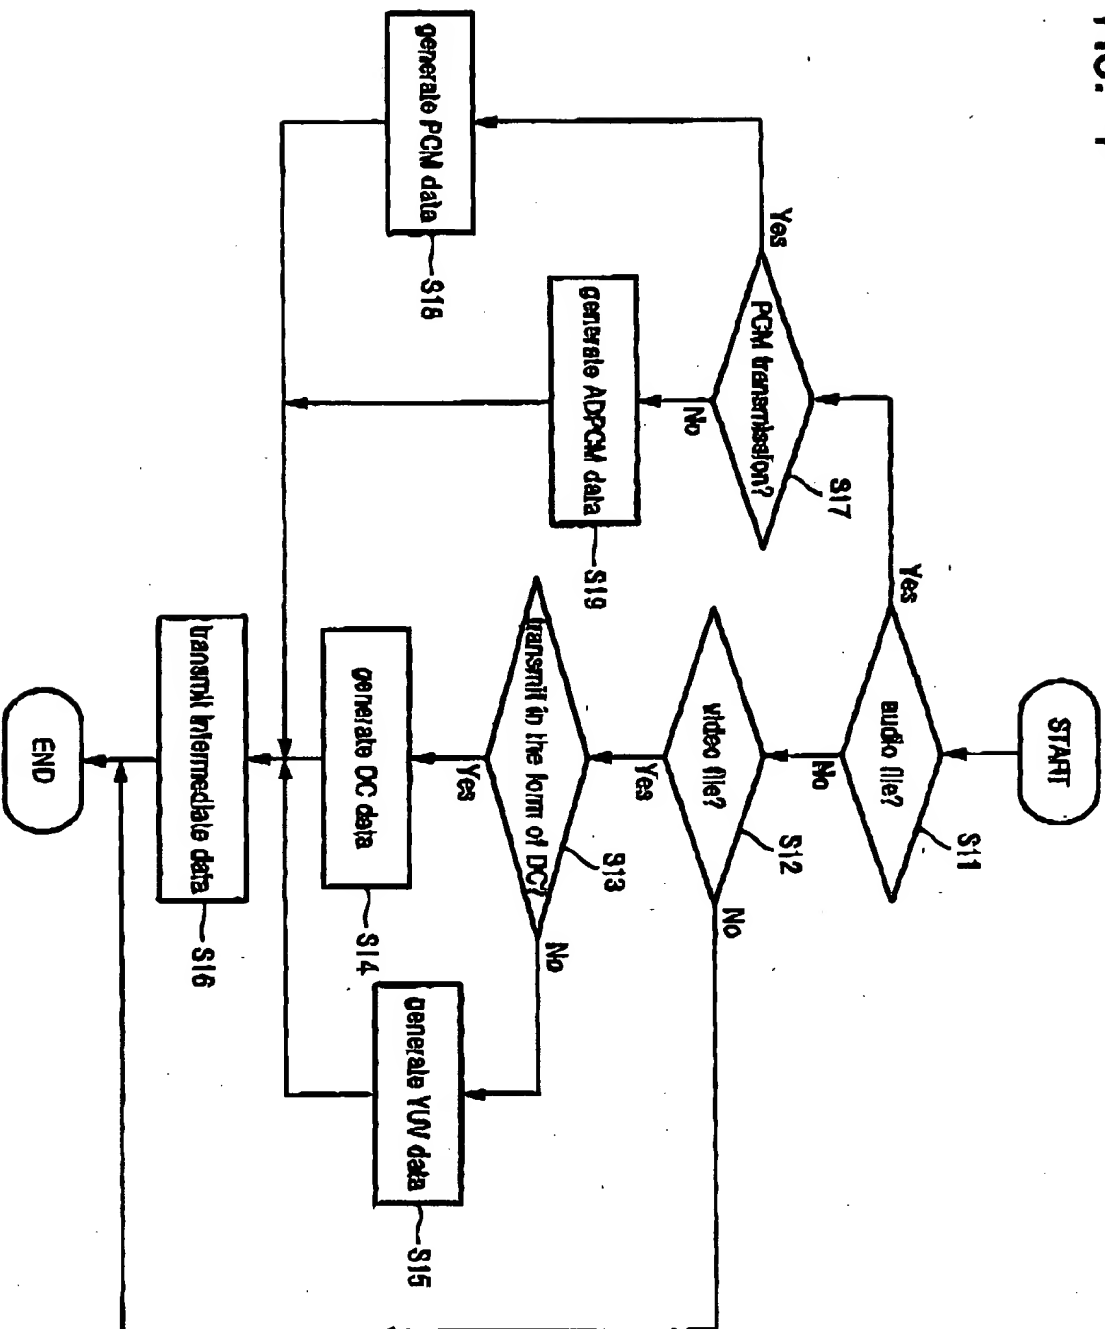 START
audio file?
S11
Yes
No
video file?
S12
Yes
No
PCM transmission?
S17
Yes
No
transmit in the form of DC?
S13
Yes
No
generate PCM data
S18
generate ADPCM data
S19
generate DC data
S14
generate YUV data
S15
transmit intermediate data
S16
END